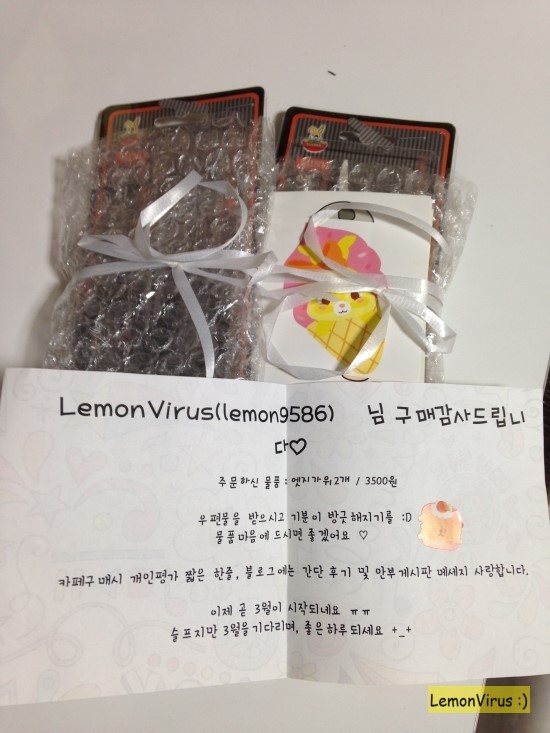 LemonVirus(lemon9586) 님 구매감사드립니
다♡
주문하신 물품 : 엣지가위2개 / 3500원
우편물을 받으시고 기분이 방긋해지기를 :D
물품마음에 드시면 좋겠어요 ♡
카페구매시 개인평가 짧은 한줄, 블로그에는 간단 후기 및 안부게시판 메세지 사랑합니다.
이제 곧 3월이 시작되네요 ㅠㅠ
슬프지만 3월을기다리며, 좋은하루되세요 +_+
LemonVirus :)